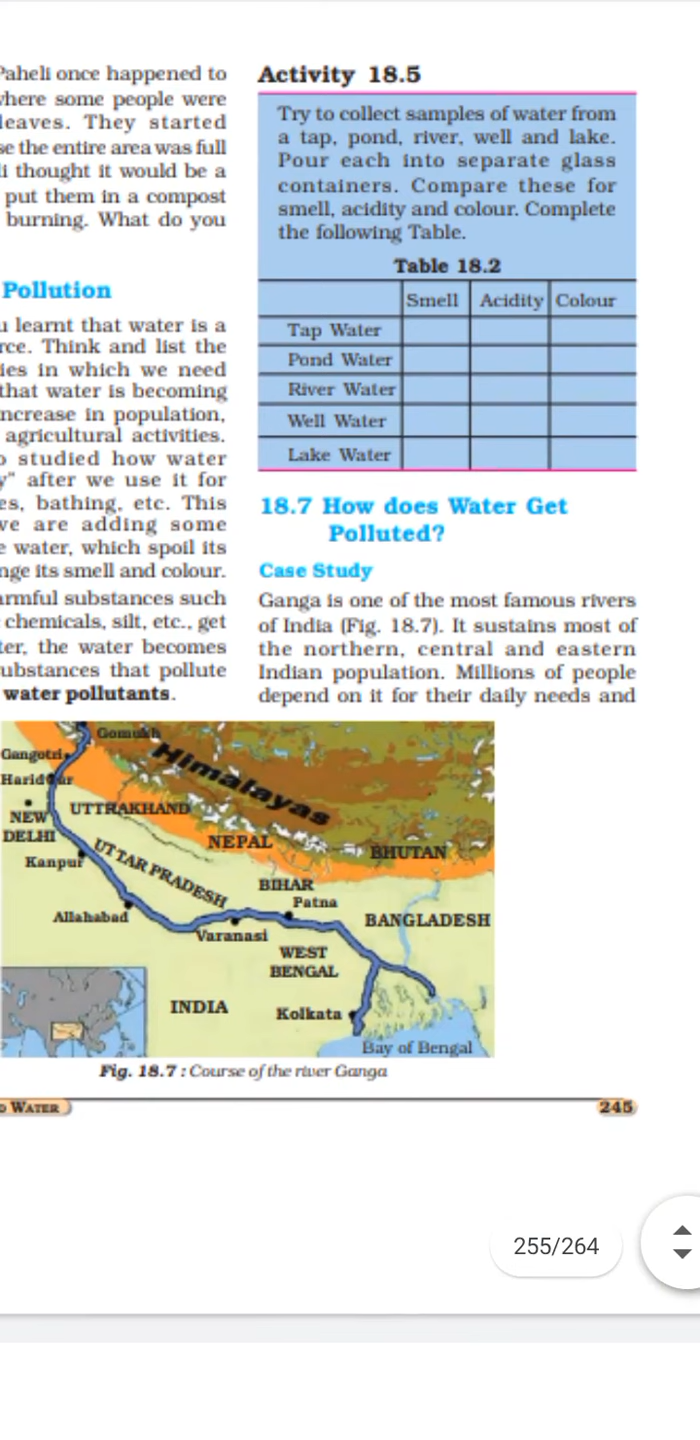 Paheli once happened to
where some people were
leaves. They started
se the entire area was full
li thought it would be a
put them in a compost
burning. What do you
Pollution
u learnt that water is a
rce. Think and list the
ies in which we need
that water is becoming
increase in population,
agricultural activities.
o studied how water
y" after we use it for
es, bathing, etc. This
we are adding some
e water, which spoil its
nge its smell and colour.
armful substances such
chemicals, silt, etc., get
ter, the water becomes
ubstances that pollute
water pollutants.
Activity 18.5
Try to collect samples of water from
a tap, pond, river, well and lake.
Pour each into separate glass
containers. Compare these for
smell, acidity and colour. Complete
the following Table.
Table 18.2
Smell Acidity Colour
Tap Water
Pond Water
River Water
Well Water
Lake Water
18.7 How does Water Get
Polluted?
Case Study
Ganga is one of the most famous rivers
of India (Fig. 18.7). It sustains most of
the northern, central and eastern
Indian population. Millions of people
depend on it for their daily needs and
Gomukh
Gangotri
Haridwar
Himalayas
NEW
DELHI
UTTRAKHAND
Kanpur
UTTAR PRADESH
NEPAL
BHUTAN
BIHAR
Patna
Allahabad
Varanasi
BANGLADESH
WEST
BENGAL
INDIA
Kolkata
Bay of Bengal
Fig. 18.7 : Course of the river Ganga
D WATER
245
255/264